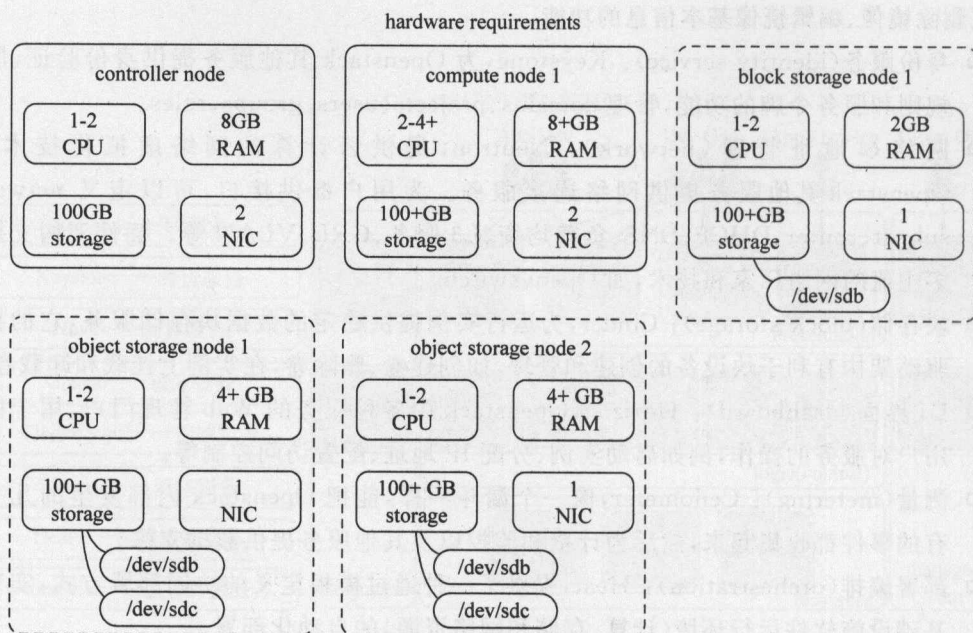 hardware requirements
controller node
1-2
CPU
8GB
RAM
100GB
storage
2
NIC
compute node 1
2-4+
CPU
8+GB
RAM
100+GB
storage
2
NIC
block storage node 1
1-2
CPU
2GB
RAM
100+GB
storage
1
NIC
/dev/sdb
object storage node 1
1-2
CPU
4+ GB
RAM
100+ GB
storage
1
NIC
/dev/sdb
/dev/sdc
object storage node 2
1-2
CPU
4+ GB
RAM
100+ GB
storage
1
NIC
/dev/sdb
/dev/sdc